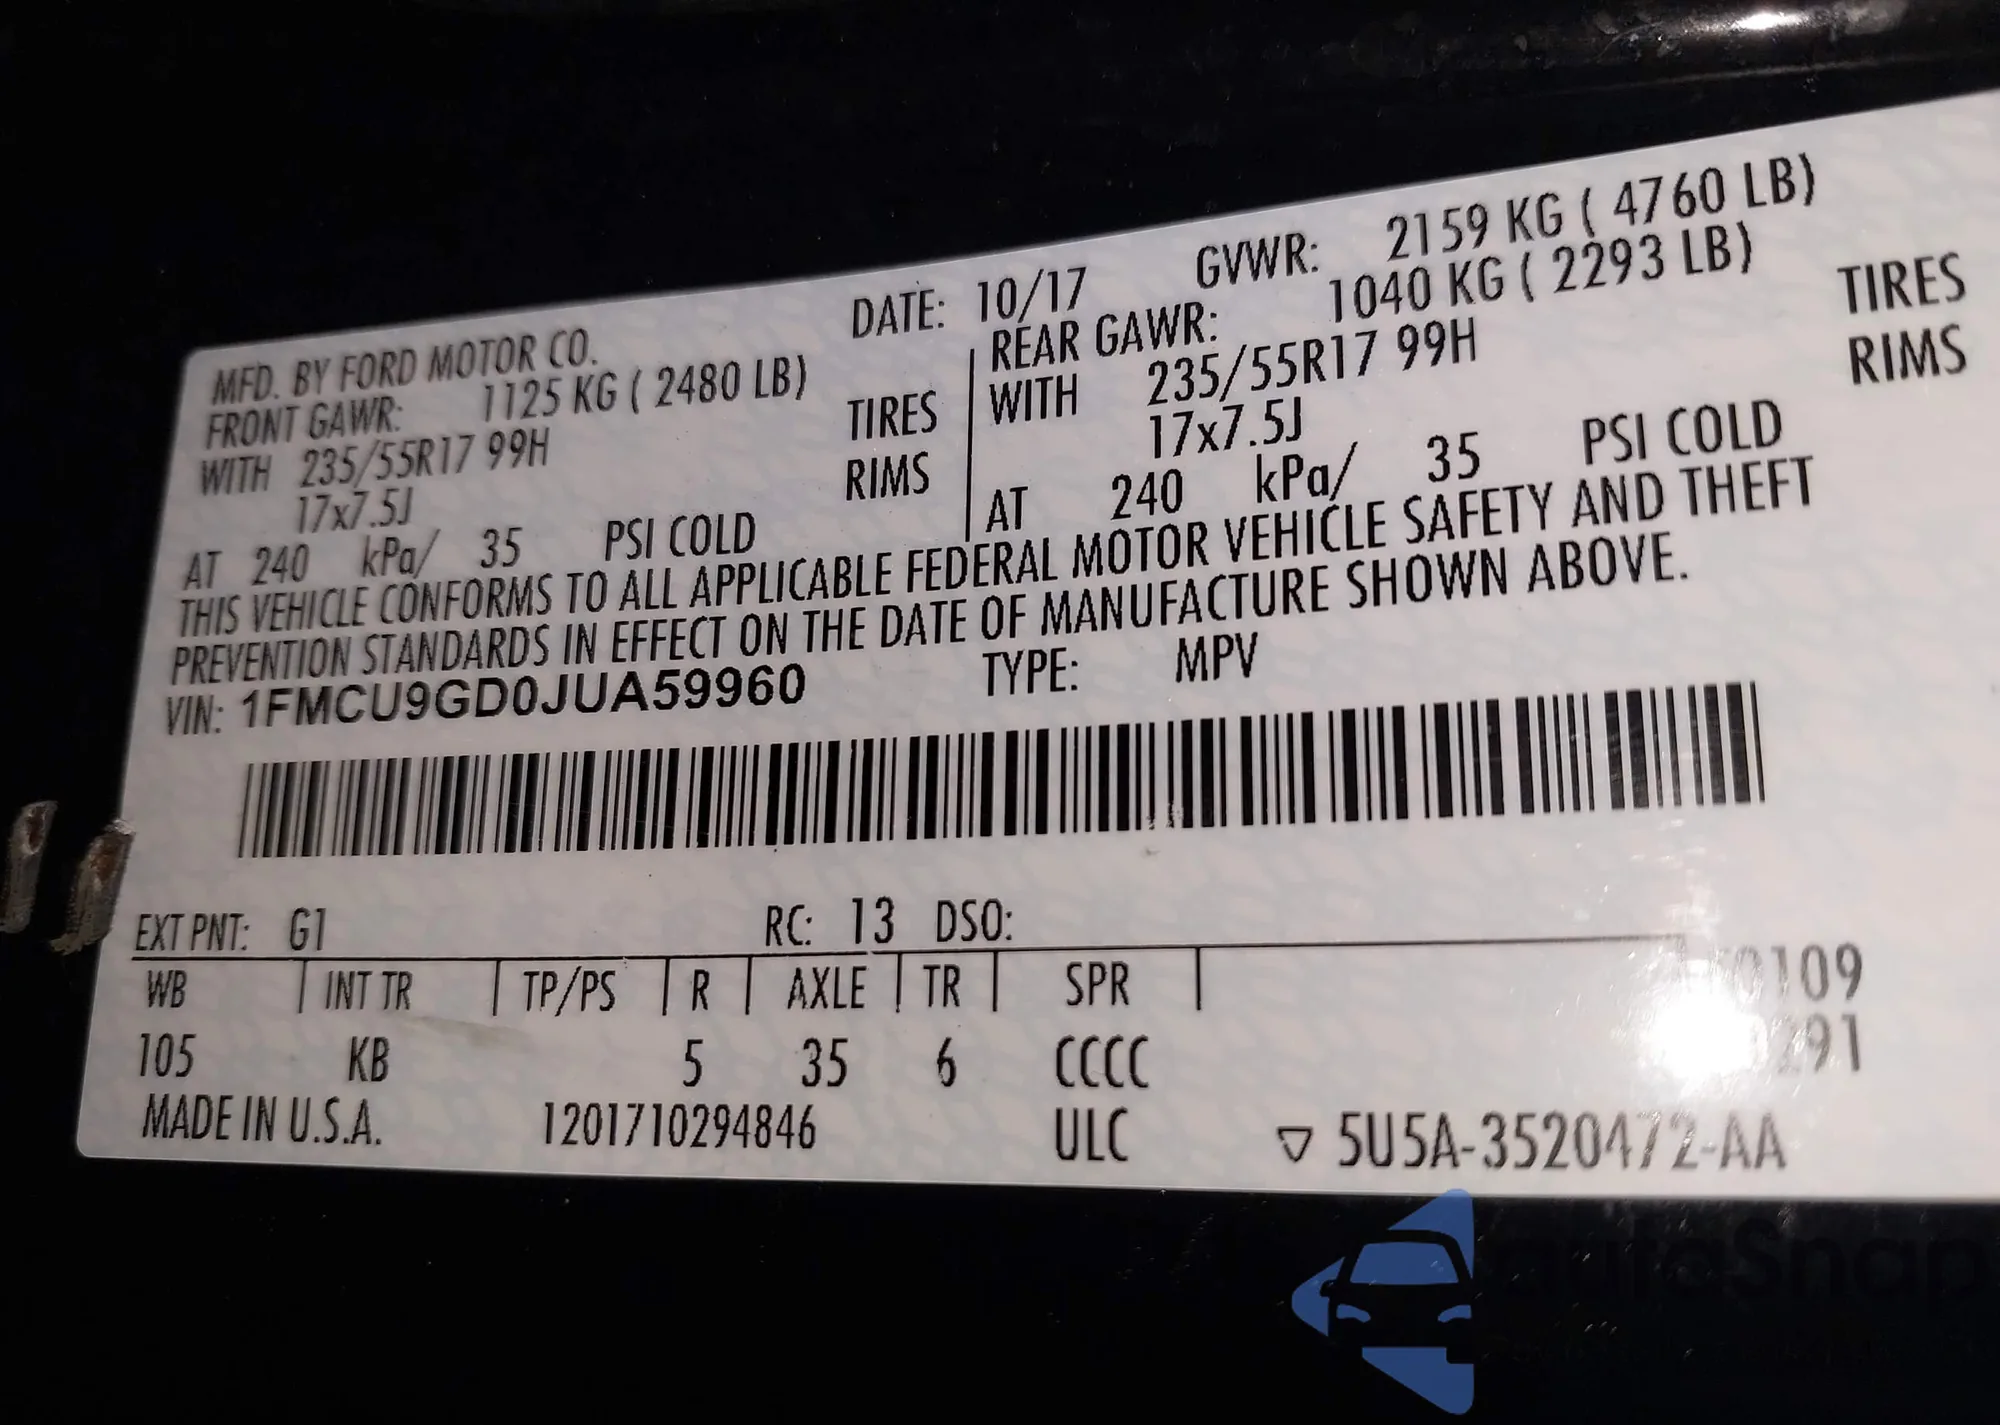 MFD. BY FORD MOTOR CO. DATE: 10/17 GVWR: 2159 KG ( 4760 LB)
FRONT GAWR: 1125 KG ( 2480 LB) REAR GAWR: 1040 KG ( 2293 LB)
WITH 235/55R17 99H TIRES WITH 235/55R17 99H TIRES
17x7.5J RIMS 17x7.5J RIMS
AT 240 kPa/ 35 PSI COLD AT 240 kPa/ 35 PSI COLD
THIS VEHICLE CONFORMS TO ALL APPLICABLE FEDERAL MOTOR VEHICLE SAFETY AND THEFT
PREVENTION STANDARDS IN EFFECT ON THE DATE OF MANUFACTURE SHOWN ABOVE.
VIN: 1FMCU9GD0JUA59960 TYPE: MPV
EXT PNT: G1 RC: 13 DSO:
WB INT TR TP/PS R AXLE TR SPR
105 KB 5 35 6 CCCC
MADE IN U.S.A. 1201710294846 ULC ▽ 5U5A-3520472-AA
autoSnap